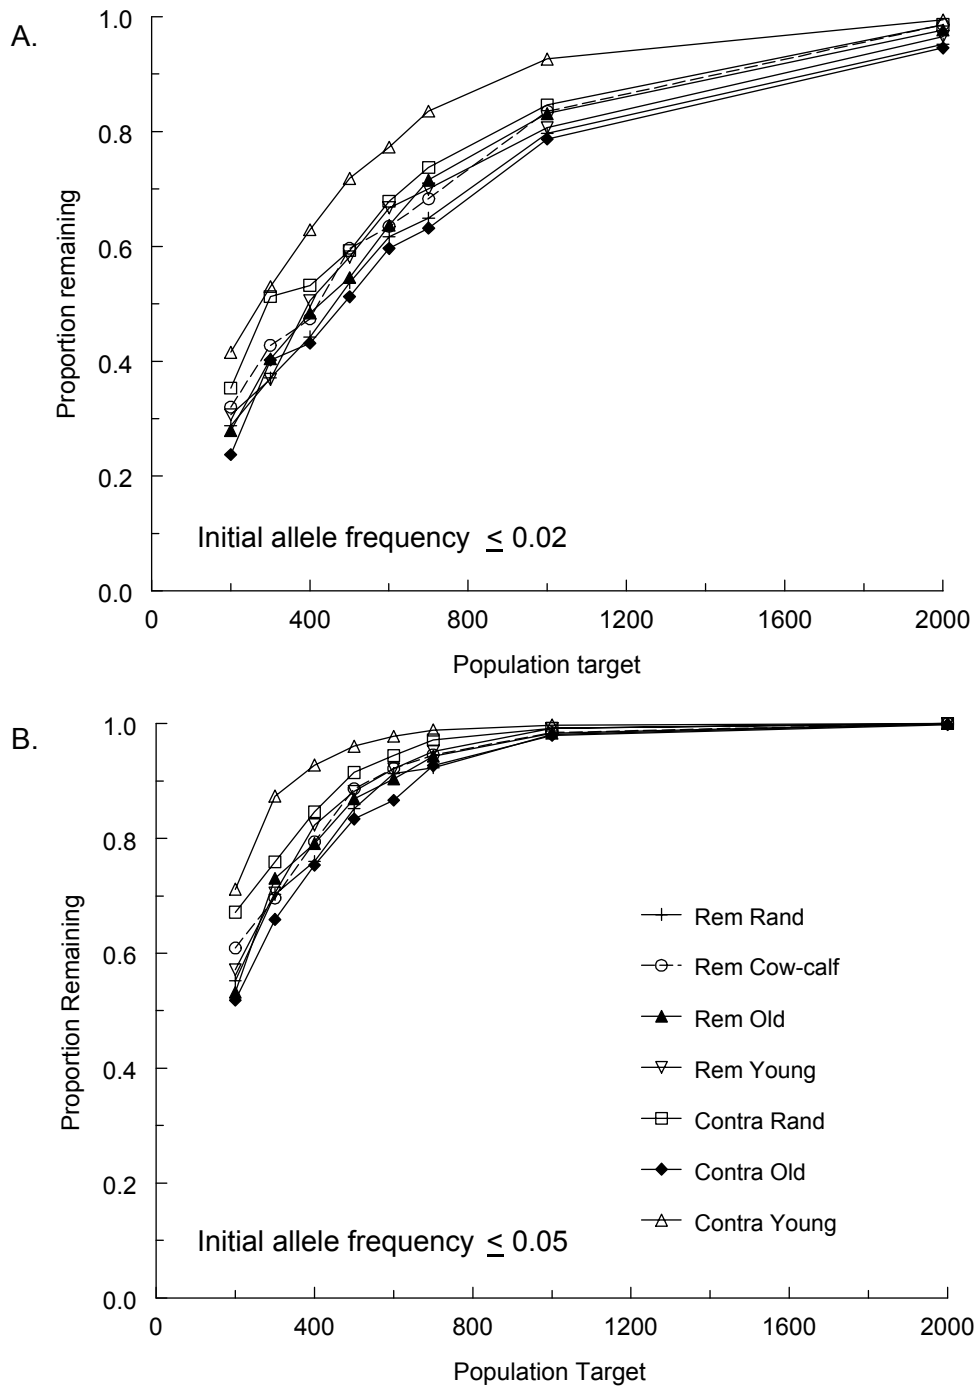 A.
1.0
0.8
0.6
0.4
0.2
0.0
Proportion remaining
Initial allele frequency ≤ 0.02
0 400 800 1200 1600 2000
Population target
B.
1.0
0.8
0.6
0.4
0.2
0.0
Proportion Remaining
Rem Rand
Rem Cow-calf
Rem Old
Rem Young
Contra Rand
Contra Old
Contra Young
Initial allele frequency ≤ 0.05
0 400 800 1200 1600 2000
Population Target